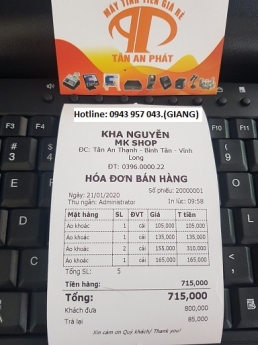 MÁY TÍNH TIỀN GIÁ RẺ
TÂN AN PHÁT
Hotline: 0943 957 043.(GIANG)
KHA NGUYÊN
MK SHOP
ĐC: Tân An Thạnh - Bình Tân - Vĩnh
Long
ĐT: 0396.0000.22
HÓA ĐƠN BÁN HÀNG
Số phiếu: 20000001
Ngày: 21/01/2020
Thu ngân: Administrator In lúc: 09:58
Mặt hàng SL ĐVT Giá T tiền
Áo khoác 1 cái 105,000 105,000
Áo khoác 1 cái 135,000 135,000
Áo khoác 2 cái 155,000 310,000
Áo khoác 1 cái 165,000 165,000
Tổng SL: 5
Tiền hàng: 715,000
Tổng: 715,000
Khách đưa 800,000
Trả lại 85,000
Xin cảm ơn Quý khách/ Thank you!